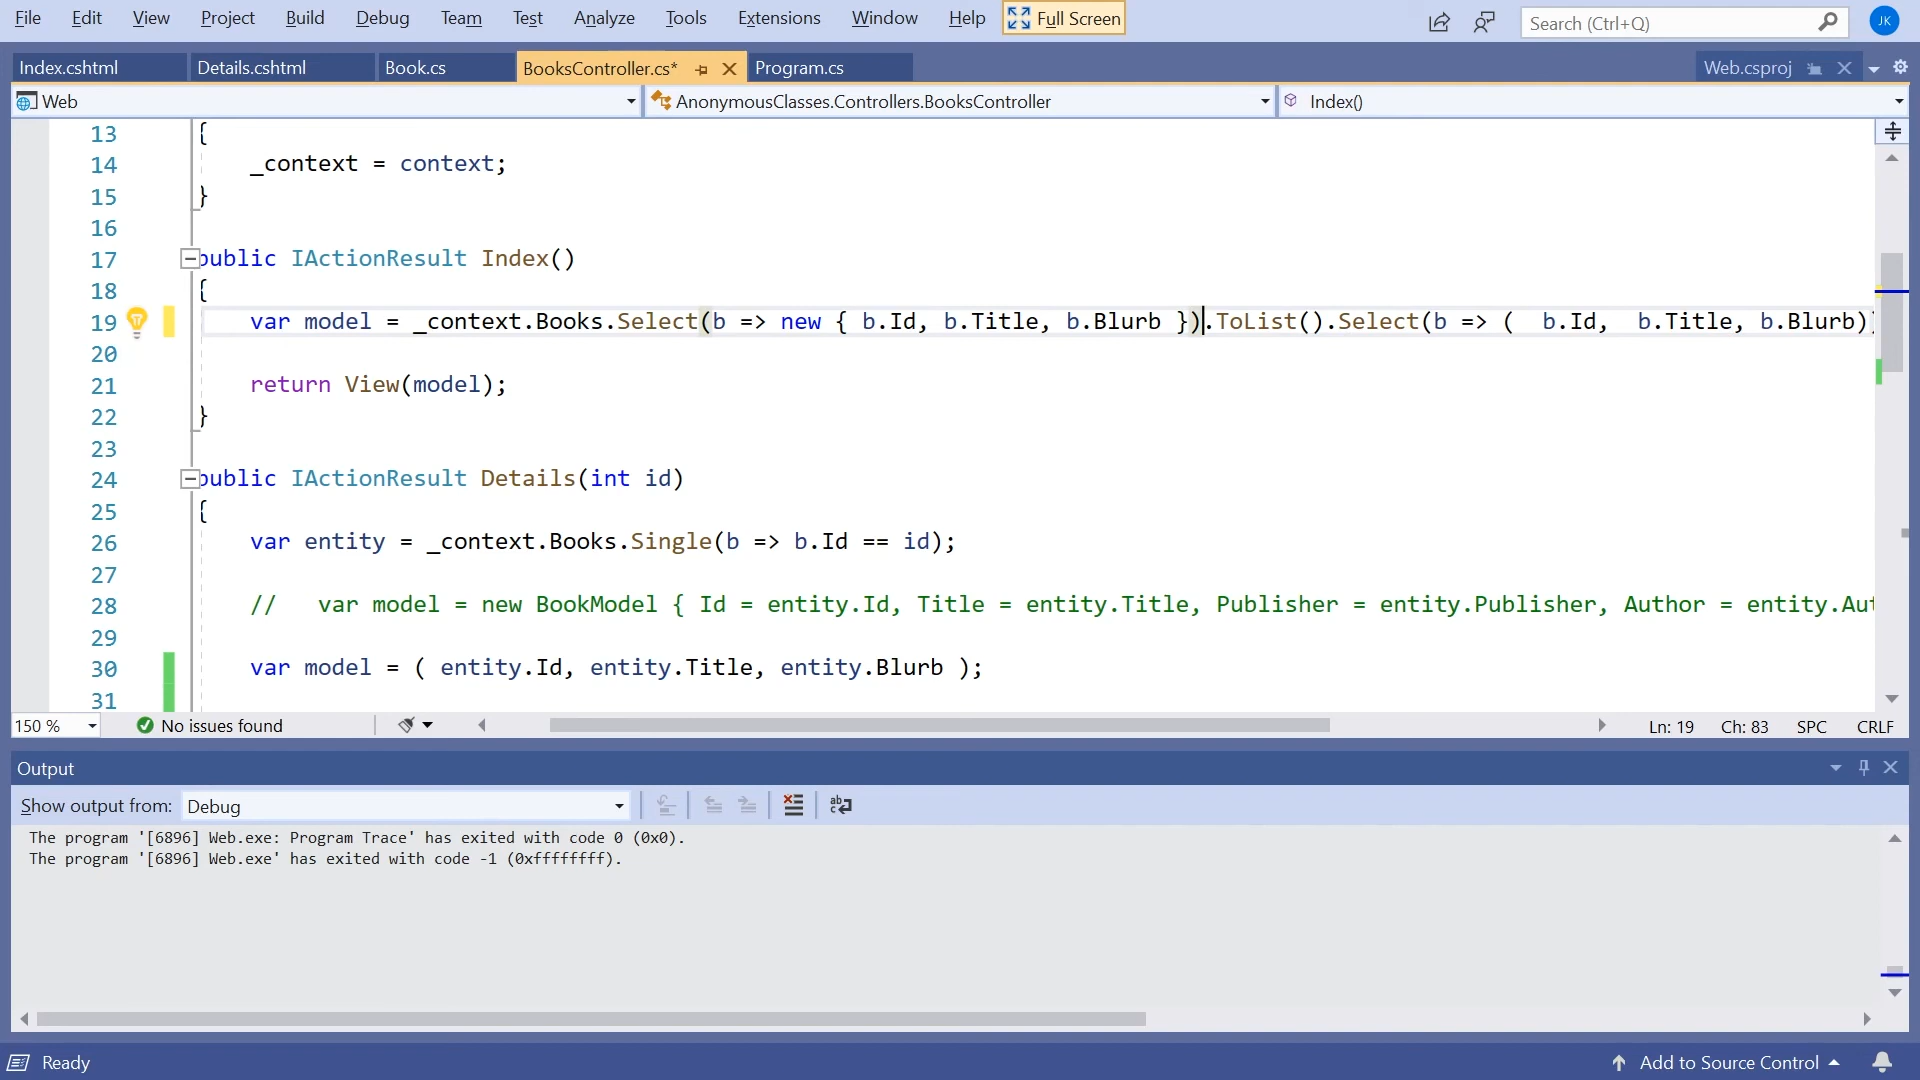 File Edit View Project Build Debug Team Test Analyze Tools Extensions Window Help Full Screen Search (Ctrl+Q) JK
Index.cshtml Details.cshtml Book.cs BooksController.cs* Program.cs Web.csproj
Web AnonymousClasses.Controllers.BooksController Index()
13 {
14 _context = context;
15 }
16
17 public IActionResult Index()
18 {
19 var model = _context.Books.Select(b => new { b.Id, b.Title, b.Blurb }).ToList().Select(b => (  b.Id,  b.Title, b.Blurb)
20
21 return View(model);
22 }
23
24 public IActionResult Details(int id)
25 {
26 var entity = _context.Books.Single(b => b.Id == id);
27
28 //   var model = new BookModel { Id = entity.Id, Title = entity.Title, Publisher = entity.Publisher, Author = entity.Aut
29
30 var model = ( entity.Id, entity.Title, entity.Blurb );
31
150 % No issues found Ln: 19 Ch: 83 SPC CRLF
Output
Show output from: Debug
The program '[6896] Web.exe: Program Trace' has exited with code 0 (0x0).
The program '[6896] Web.exe' has exited with code -1 (0xffffffff).
Ready Add to Source Control